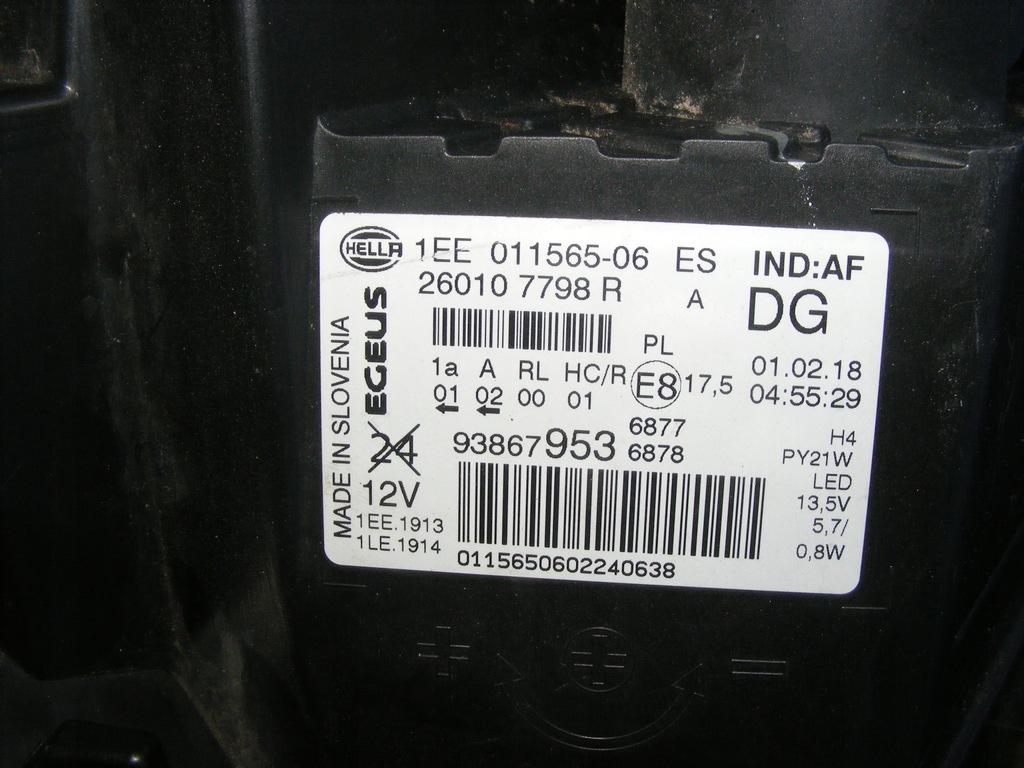 HELLA 1EE 011565-06 ES IND:AF
26010 7798 R A DG
MADE IN SLOVENIA
EGEUS
PL
1a A RL HC/R E8 17,5 01.02.18
01 02 00 01 04:55:29
6877
93867953 6878
24
12V
1EE.1913
1LE.1914
H4
PY21W
LED
13,5V
5,7/
0,8W
0115650602240638